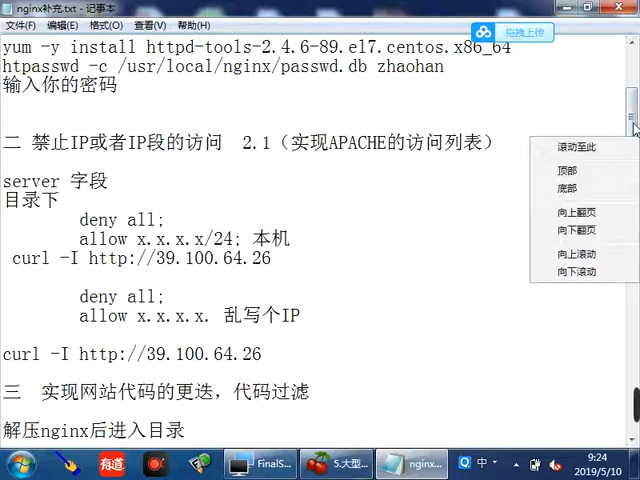 nginx补充.txt - 记事本
文件(F) 编辑(E) 格式(O) 查看(V) 帮助(H)
拖拽上传
yum -y install httpd-tools-2.4.6-89.el7.centos.x86_64
htpasswd -c /usr/local/nginx/passwd.db zhaohan
输入你的密码
二 禁止IP或者IP段的访问 2.1（实现APACHE的访问列表）
server 字段
目录下
deny all;
allow x.x.x.x/24; 本机
curl -I http://39.100.64.26
deny all;
allow x.x.x.x. 乱写个IP
curl -I http://39.100.64.26
三 实现网站代码的更迭，代码过滤
解压nginx后进入目录
滚动至此
顶部
底部
向上翻页
向下翻页
向上滚动
向下滚动
有道
FinalS...
5.大型...
nginx...
中
9:24
2019/5/10